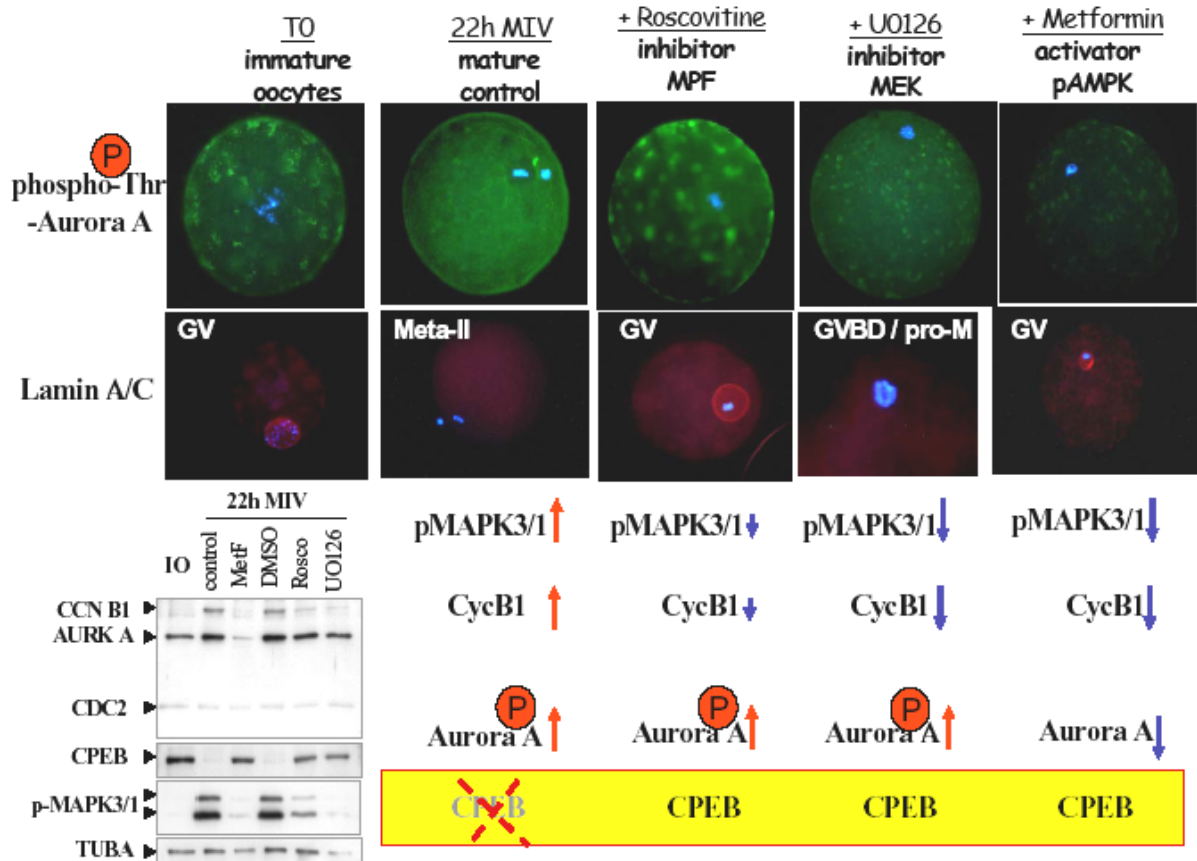 T0
immature
oocytes
22h MIV
mature
control
+ Roscovitine
inhibitor
MPF
+ UO126
inhibitor
MEK
+ Metformin
activator
pAMPK
P
phospho-Thr
-Aurora A
GV
Meta-II
GV
GVBD / pro-M
GV
Lamin A/C
22h MIV
IO
control
MetF
DMSO
Rosco
UO126
CCN B1
AURK A
CDC2
CPEB
p-MAPK3/1
TUBA
pMAPK3/1
pMAPK3/1
pMAPK3/1
pMAPK3/1
CycB1
CycB1
CycB1
CycB1
P
P
P
Aurora A
Aurora A
Aurora A
Aurora A
CPEB
CPEB
CPEB
CPEB